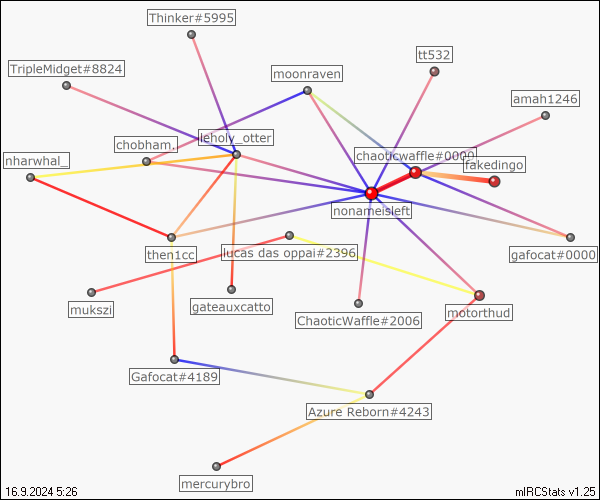 Thinker#5995
tt532
TripleMidget#8824
moonraven
amah1246
leholy_otter
chobham.
nharwhal_
chaoticwaffle#0000
fakedingo
nonameisleft
then1cc
lucas das oppai#2396
gafocat#0000
mukszi
gateauxcatto
ChaoticWaffle#2006
motorthud
Gafocat#4189
Azure Reborn#4243
mercurybro
16.9.2024 5:26
mIRCStats v1.25